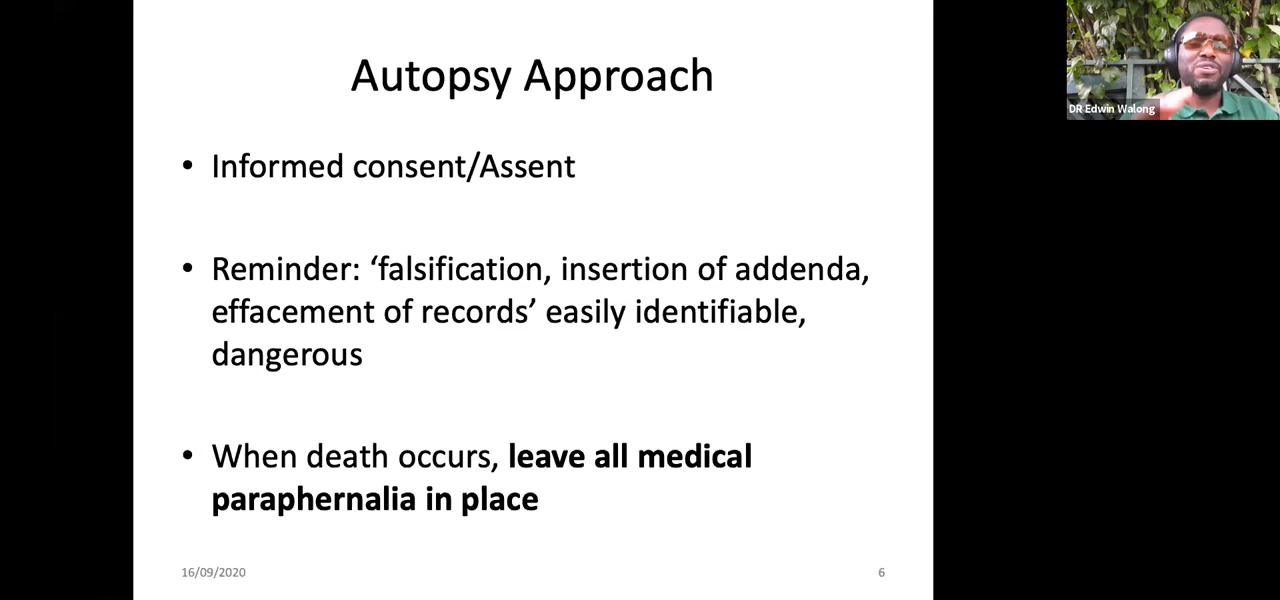 Autopsy Approach
• Informed consent/Assent
• Reminder: ‘falsification, insertion of addenda,
effacement of records’ easily identifiable,
dangerous
• When death occurs, leave all medical
paraphernalia in place
16/09/2020
6
DR Edwin Walong